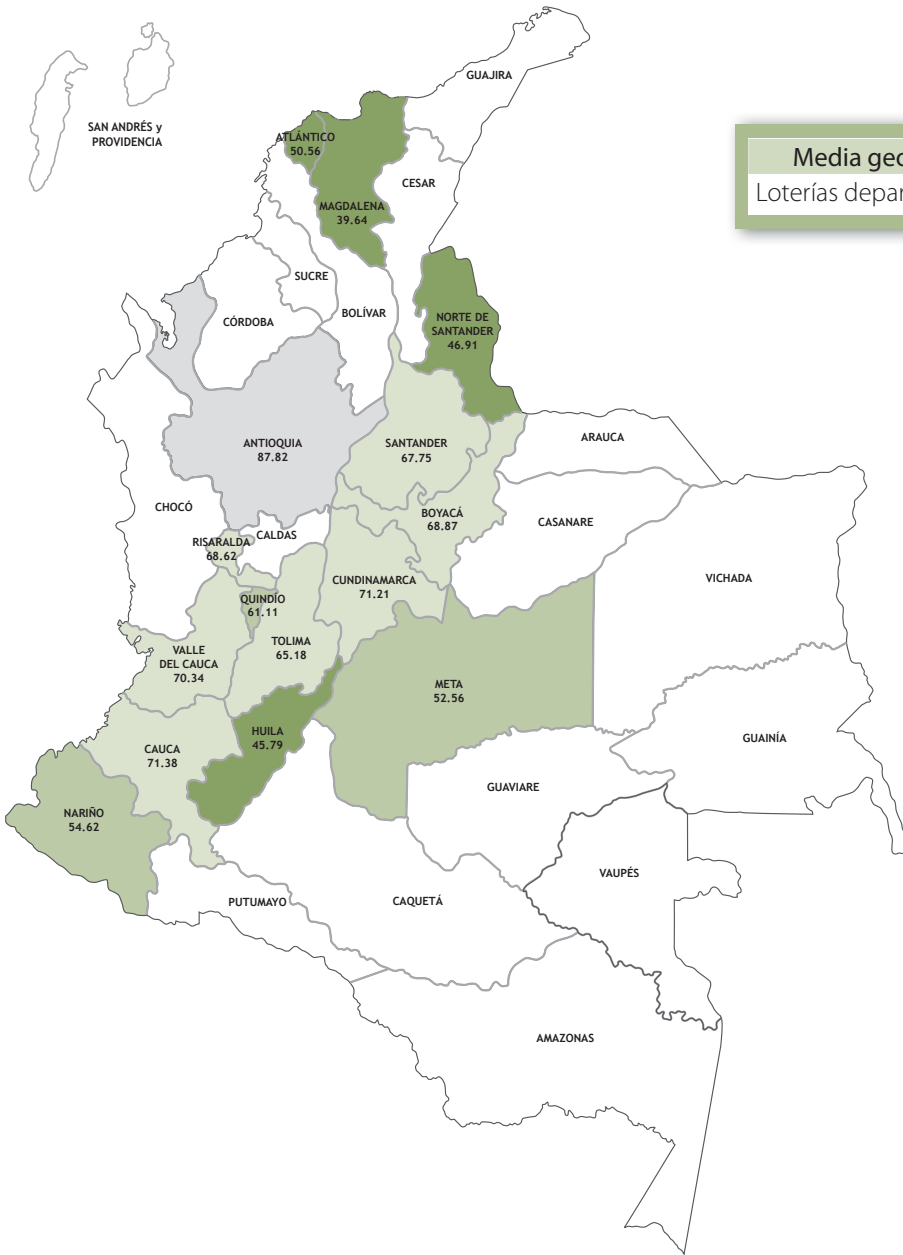 GUAJIRA
SAN ANDRÉS y
PROVIDENCIA
ATLÁNTICO
50.56
Media
Loterías
CESAR
MAGDALENA
39.64
SUCRE
BOLÍVAR
CÓRDOBA
NORTE DE
SANTANDER
46.91
ANTIOQUIA
87.82
SANTANDER
67.75
ARAUCA
CHOCÓ
BOYACÁ
68.87
CASANARE
RISARALDA
68.62
CALDAS
CUNDINAMARCA
71.21
VICHADA
QUINDÍO
61.11
TOLIMA
65.18
VALLE
DEL CAUCA
70.34
META
52.56
HUILA
45.79
GUAINÍA
CAUCA
71.38
GUAVIARE
NARIÑO
54.62
VAUPÉS
PUTUMAYO
CAQUETÁ
AMAZONAS